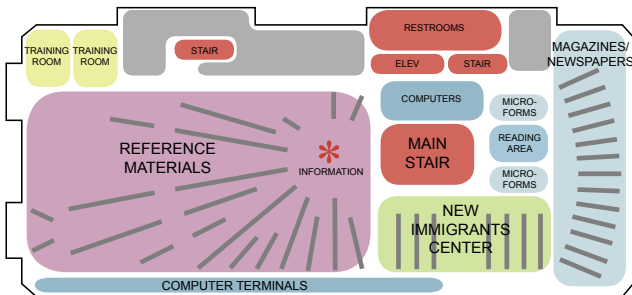 TRAINING
ROOM
TRAINING
ROOM
STAIR
RESTROOMS
ELEV
STAIR
MAGAZINES/
NEWSPAPERS
COMPUTERS
MICRO-
FORMS
REFERENCE
MATERIALS
✻
INFORMATION
MAIN
STAIR
READING
AREA
MICRO-
FORMS
NEW
IMMIGRANTS
CENTER
COMPUTER TERMINALS